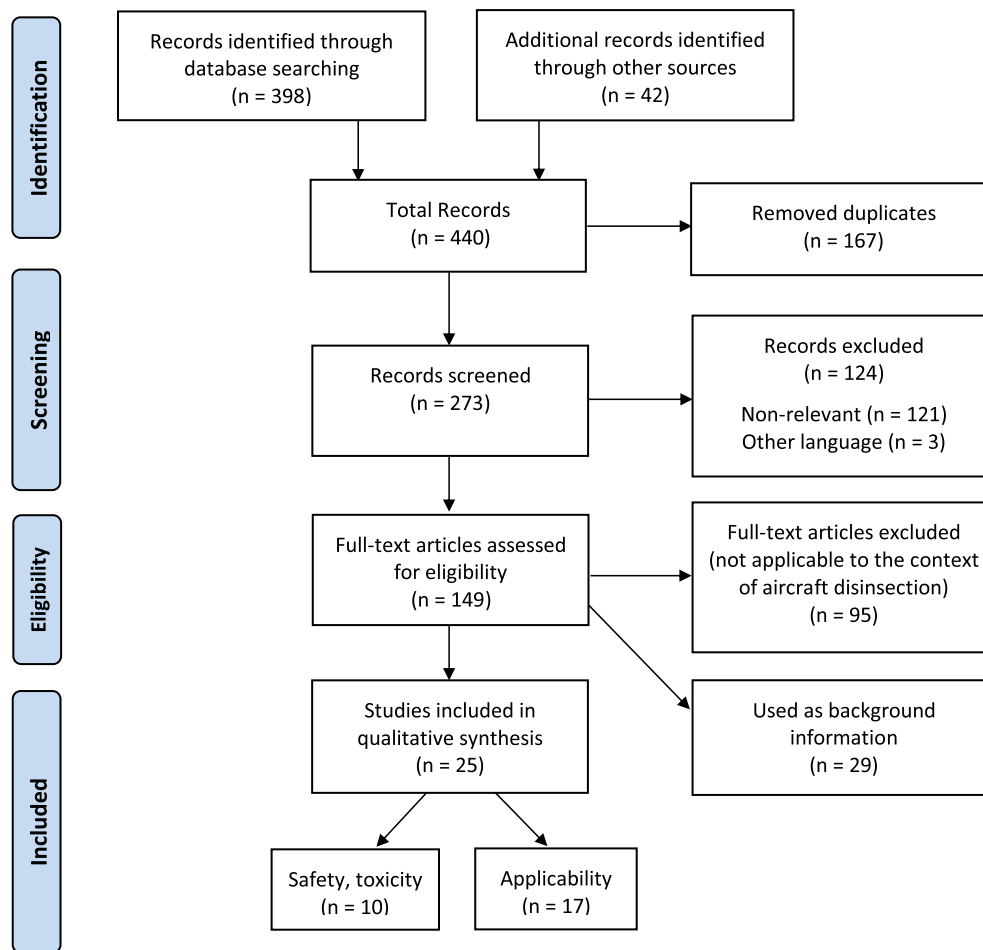 Identification
Records identified through
database searching
(n = 398)
Additional records identified
through other sources
(n = 42)
Total Records
(n = 440)
Removed duplicates
(n = 167)
Screening
Records screened
(n = 273)
Records excluded
(n = 124)
Non-relevant (n = 121)
Other language (n = 3)
Eligibility
Full-text articles assessed
for eligibility
(n = 149)
Full-text articles excluded
(not applicable to the context
of aircraft disinsection)
(n = 95)
Included
Studies included in
qualitative synthesis
(n = 25)
Used as background
information
(n = 29)
Safety, toxicity
(n = 10)
Applicability
(n = 17)